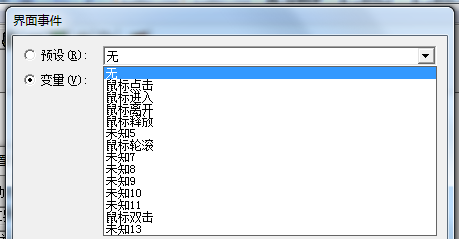 界面事件
预设(R): 无
变量(V):
无
鼠标点击
鼠标进入
鼠标离开
鼠标释放
未知5
鼠标轮滚
未知7
未知8
未知9
未知10
未知11
鼠标双击
未知13